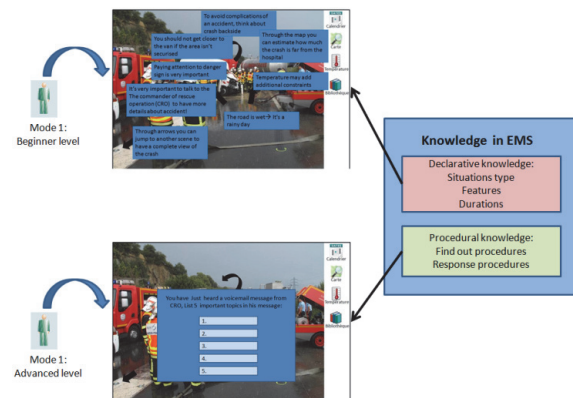 To avoid complications of
an accident, think about
crash backside
You should not get closer to
the van if the area isn't
securised
Through the map you
can estimate how much
the crash is far from the
hospital
Paying attention to danger
sign is very important
Temperature may add
additional constraints
It's very important to talk to the
The commander of rescue
operation (CRO) to have more
details about accident!
The road is wet→ It's a
rainy day
Through arrows you can
jump to another scene to
have a complete view of
the crash
Calendrier
Carte
Température
Bibliothèque
Mode 1:
Beginner level
Knowledge in EMS
Declarative knowledge:
Situations type
Features
Durations
Procedural knowledge:
Find out procedures
Response procedures
You have Just heard a voicemail message from
CRO, List 5 important topics in his message:
1.
2.
3.
4.
5.
Calendrier
Carte
Température
Bibliothèque
Mode 1:
Advanced level